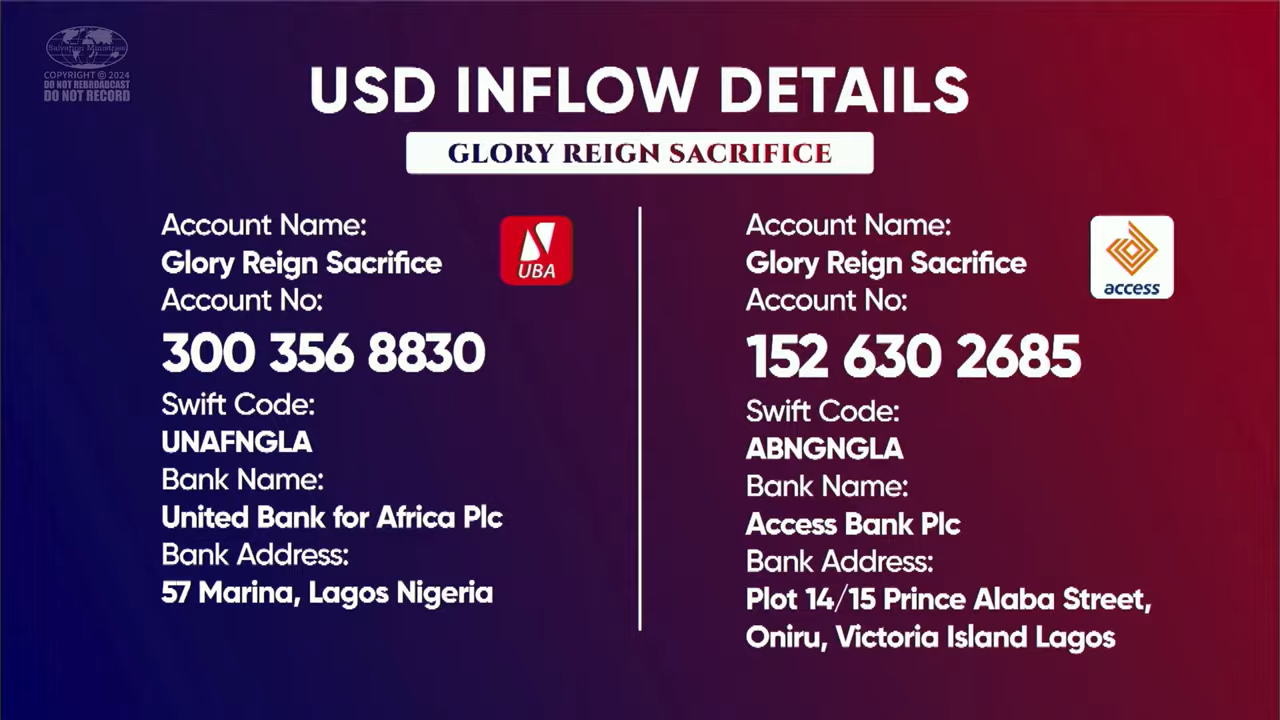 Salvation Ministries
COPYRIGHT © 2024
DO NOT REBROADCAST
DO NOT RECORD
USD INFLOW DETAILS
GLORY REIGN SACRIFICE
Account Name:
Glory Reign Sacrifice
UBA
Account No:
300 356 8830
Swift Code:
UNAFNGLA
Bank Name:
United Bank for Africa Plc
Bank Address:
57 Marina, Lagos Nigeria
Account Name:
Glory Reign Sacrifice
access
Account No:
152 630 2685
Swift Code:
ABNGNGLA
Bank Name:
Access Bank Plc
Bank Address:
Plot 14/15 Prince Alaba Street,
Oniru, Victoria Island Lagos